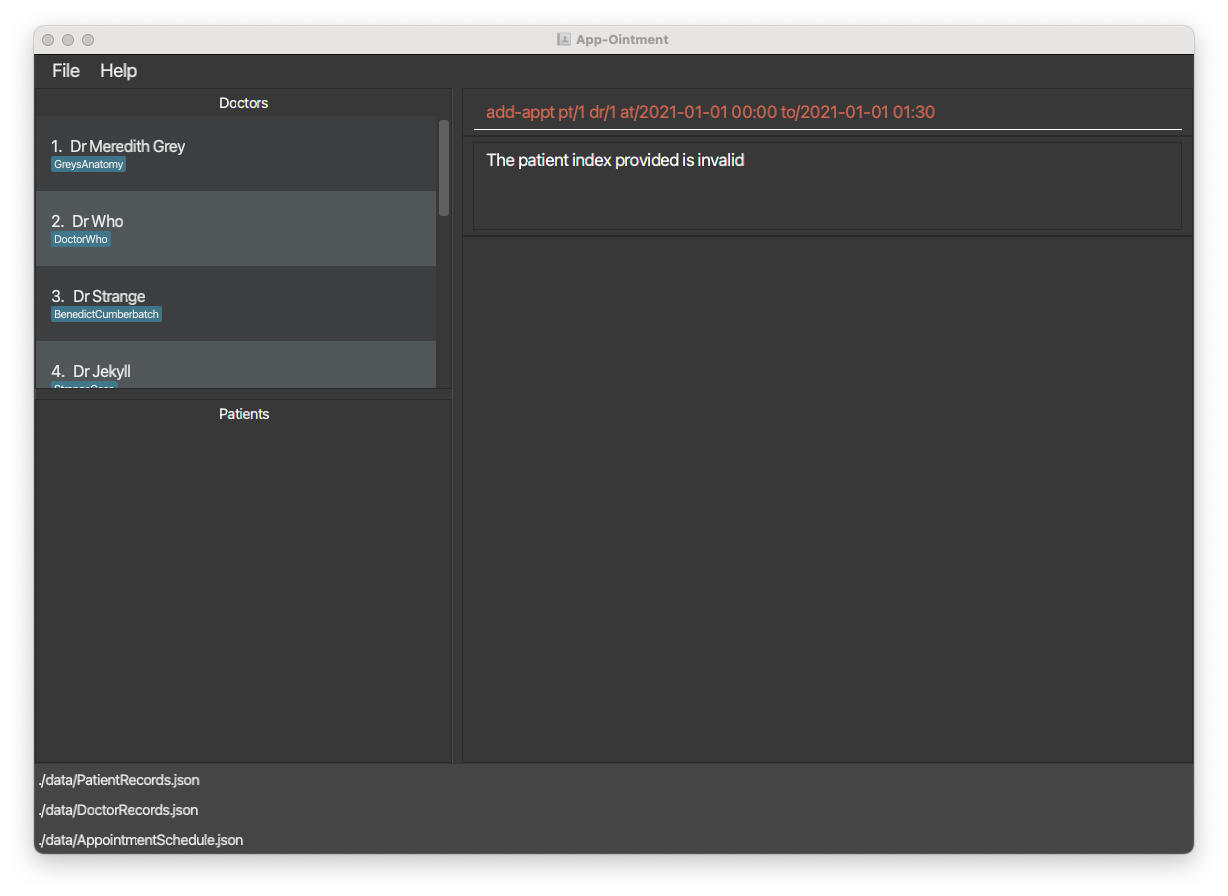 App-Ointment
File Help
Doctors
1. Dr Meredith Grey
GreysAnatomy
2. Dr Who
DoctorWho
3. Dr Strange
BenedictCumberbatch
4. Dr Jekyll
Patients
add-appt pt/1 dr/1 at/2021-01-01 00:00 to/2021-01-01 01:30
The patient index provided is invalid
./data/PatientRecords.json
./data/DoctorRecords.json
./data/AppointmentSchedule.json